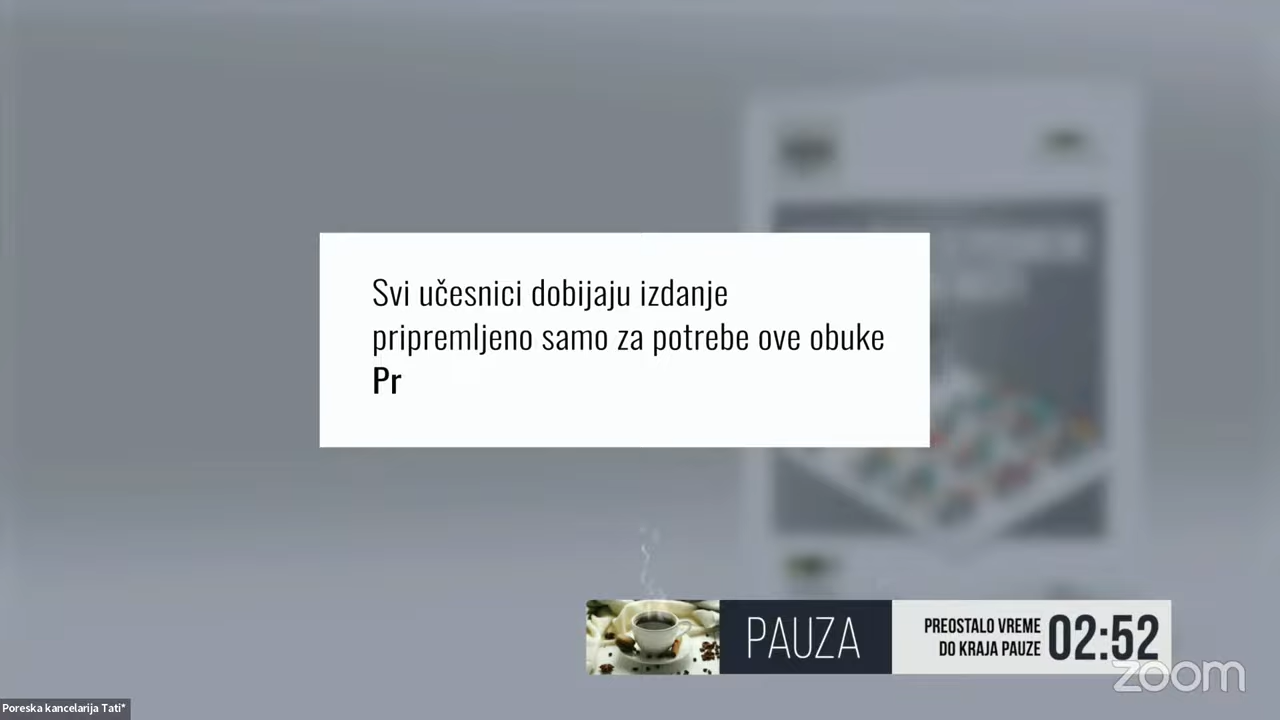 Svi učesnici dobijaju izdanje
pripremljeno samo za potrebe ove obuke
Pr
PAUZA
PREOSTALO VREME
DO KRAJA PAUZE
02:52
zoom
Poreska kancelarija Tati*